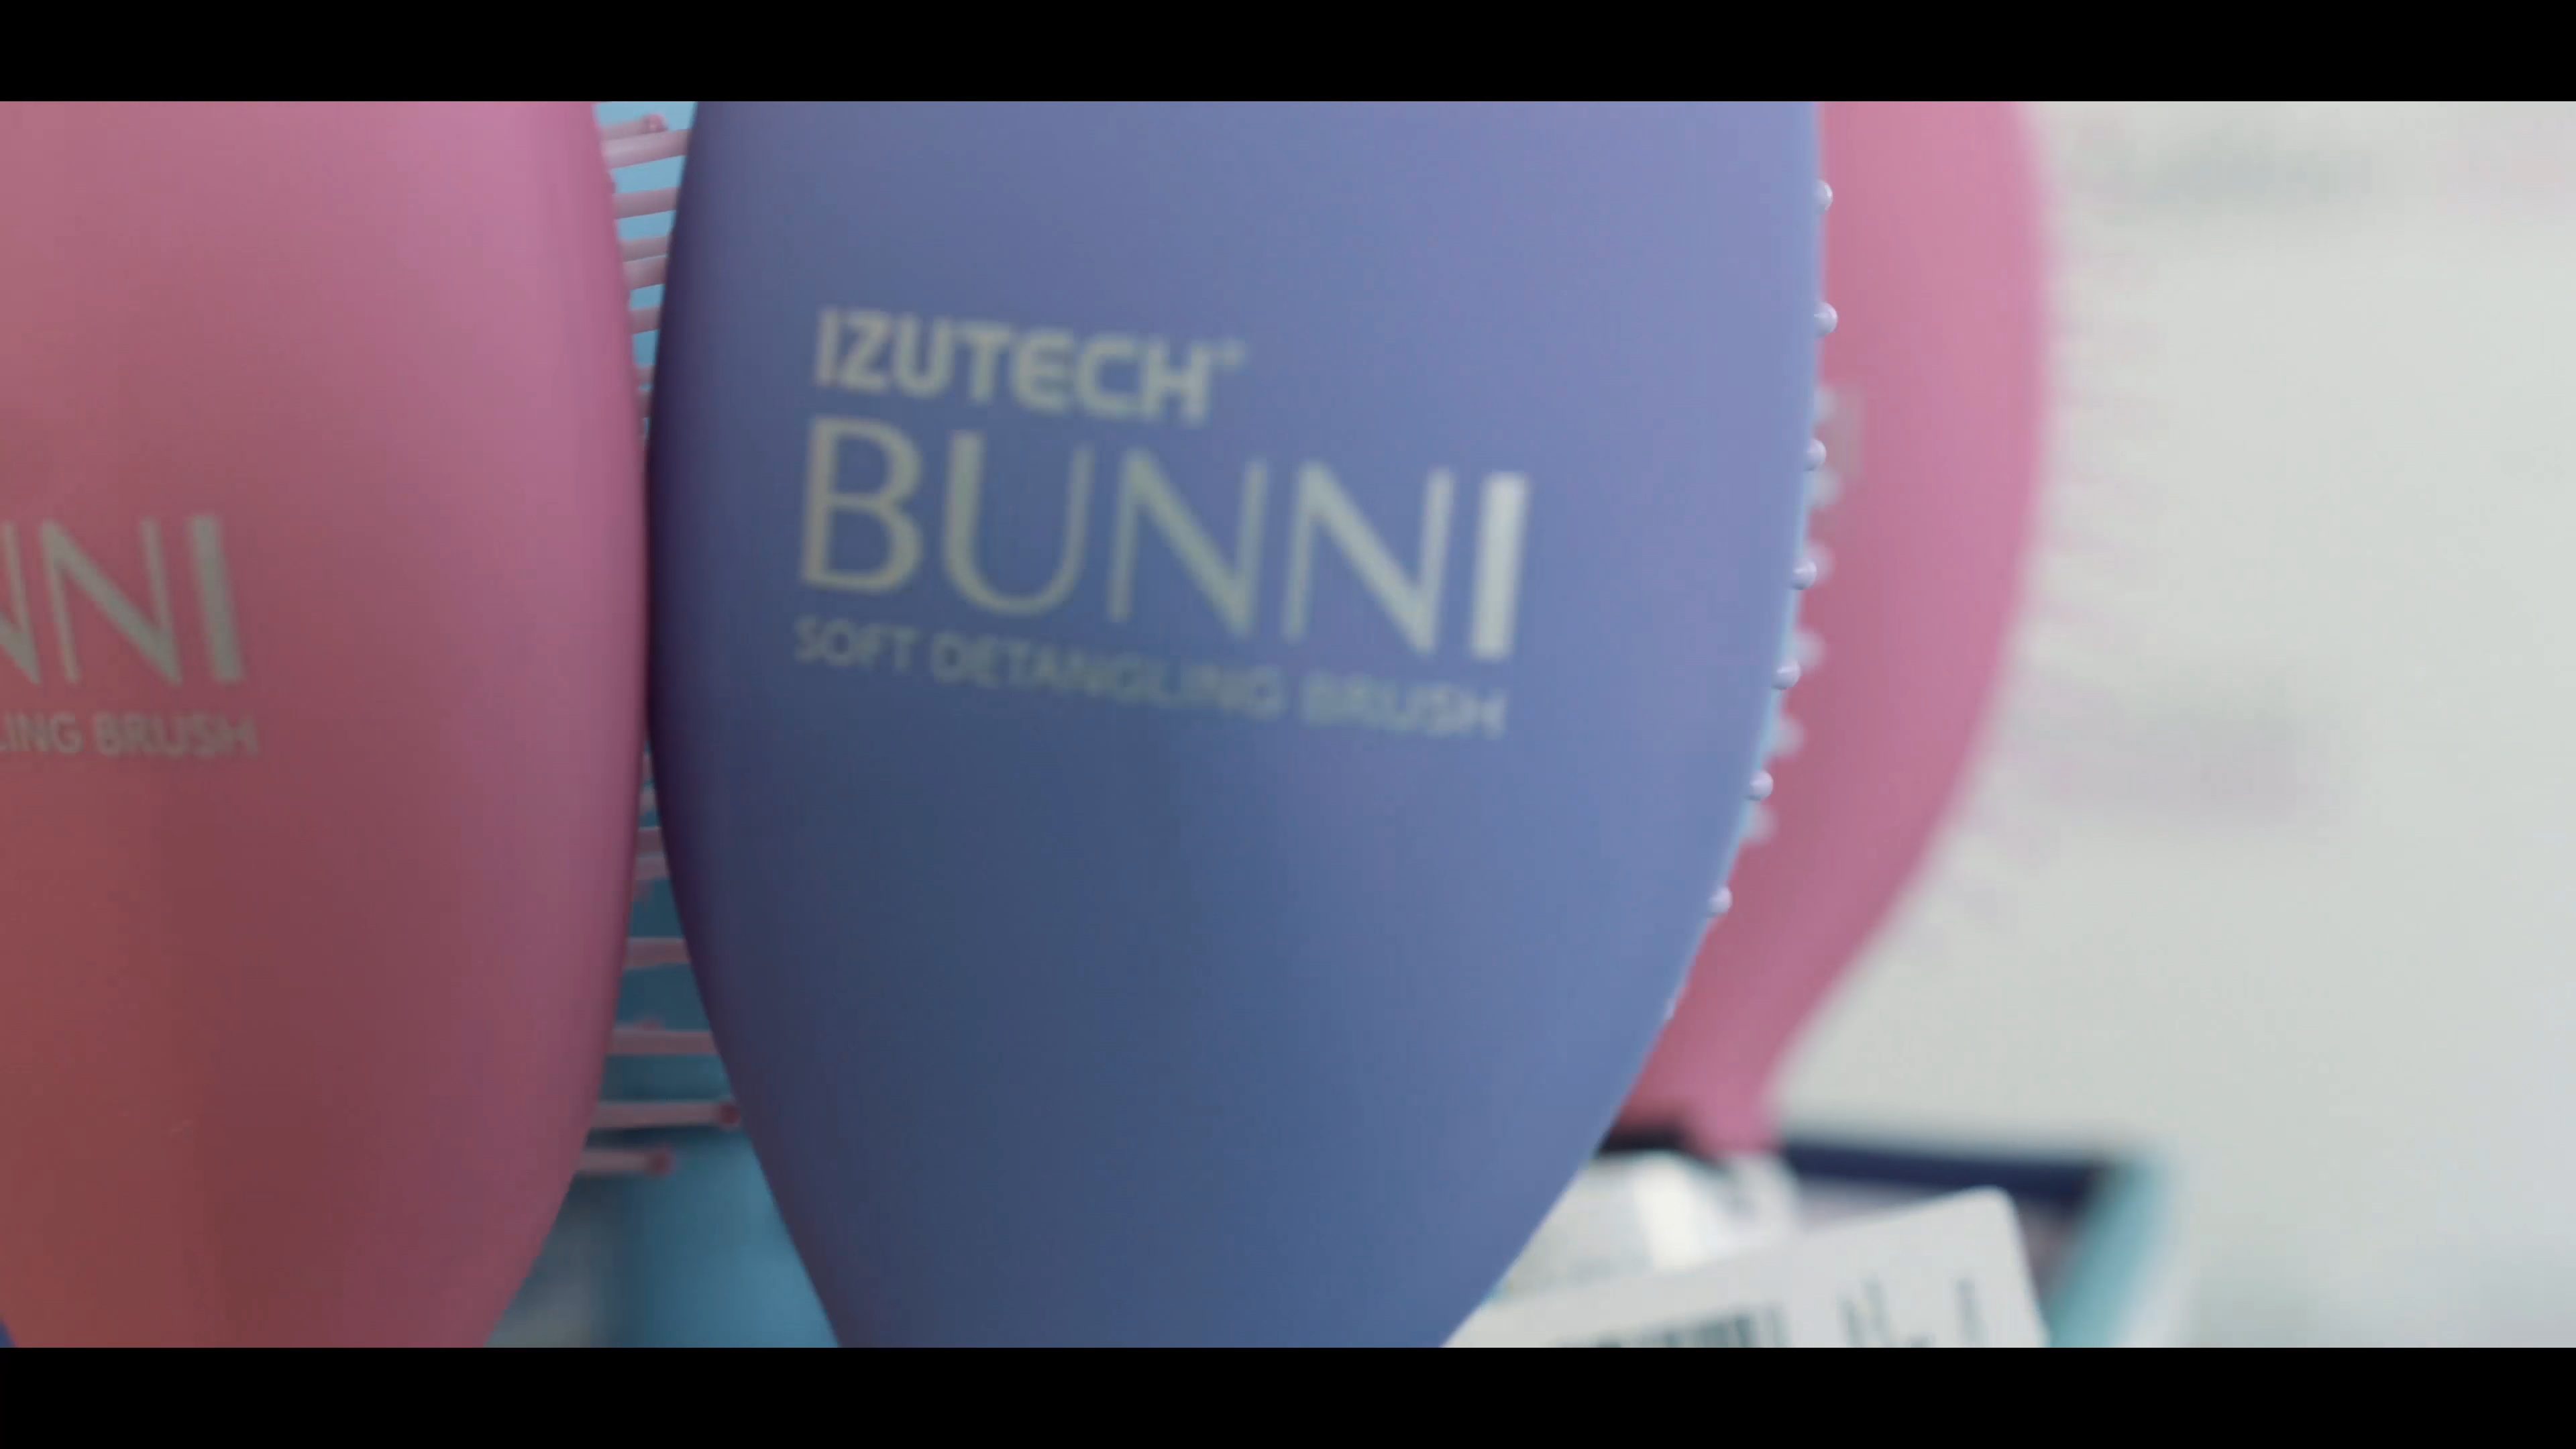 IZUTECH
BUNNI
SOFT DETANGLING BRUSH
NNI
LING BRUSH